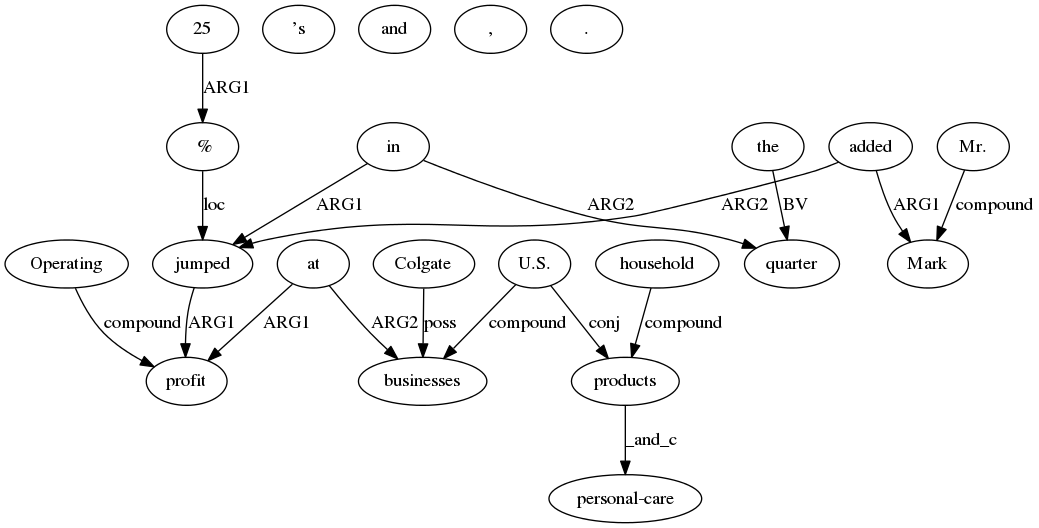 25
's
and
,
.
ARG1
%
in
the
added
Mr.
loc
ARG1
ARG2
ARG2
BV
ARG1
compound
Operating
jumped
at
Colgate
U.S.
household
quarter
Mark
compound
ARG1
ARG1
ARG2
poss
compound
conj
compound
profit
businesses
products
_and_c
personal-care